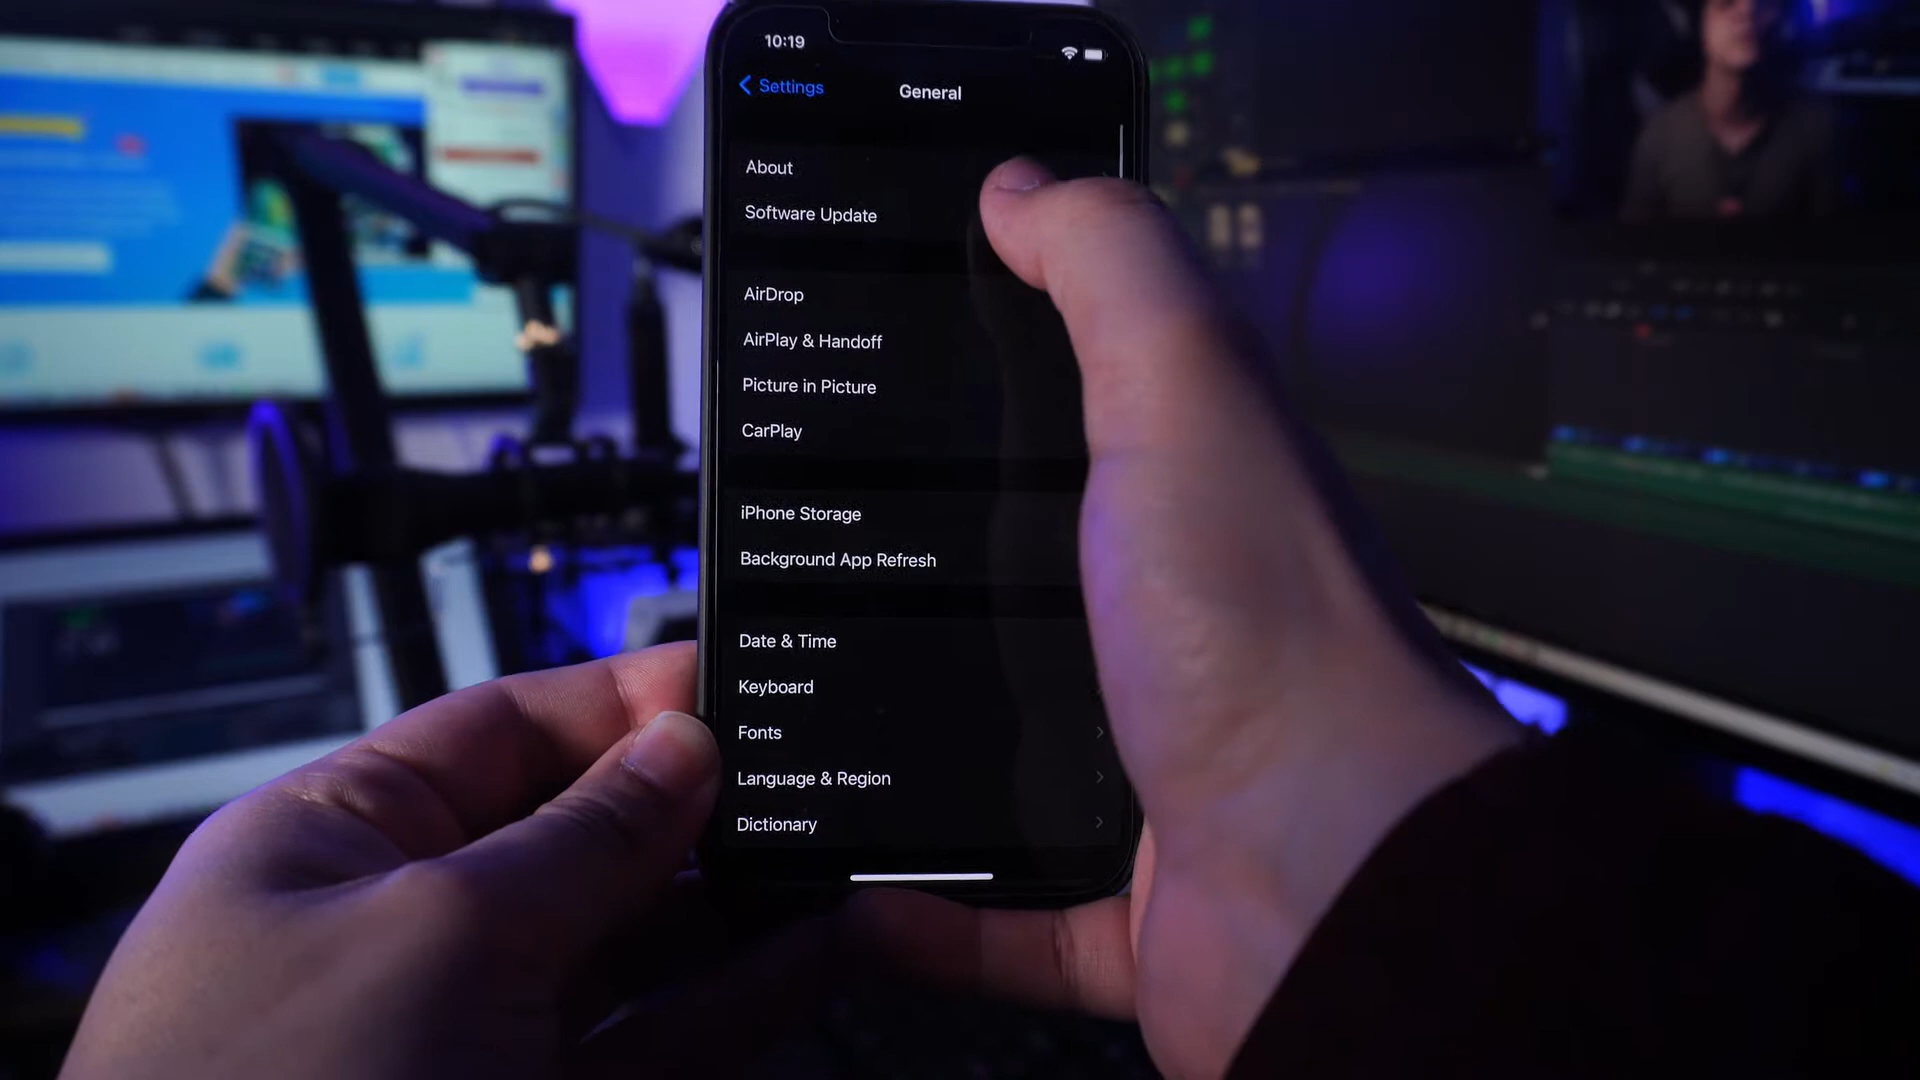 10:19
Settings
General
About
Software Update
AirDrop
AirPlay & Handoff
Picture in Picture
CarPlay
iPhone Storage
Background App Refresh
Date & Time
Keyboard
Fonts
Language & Region
Dictionary